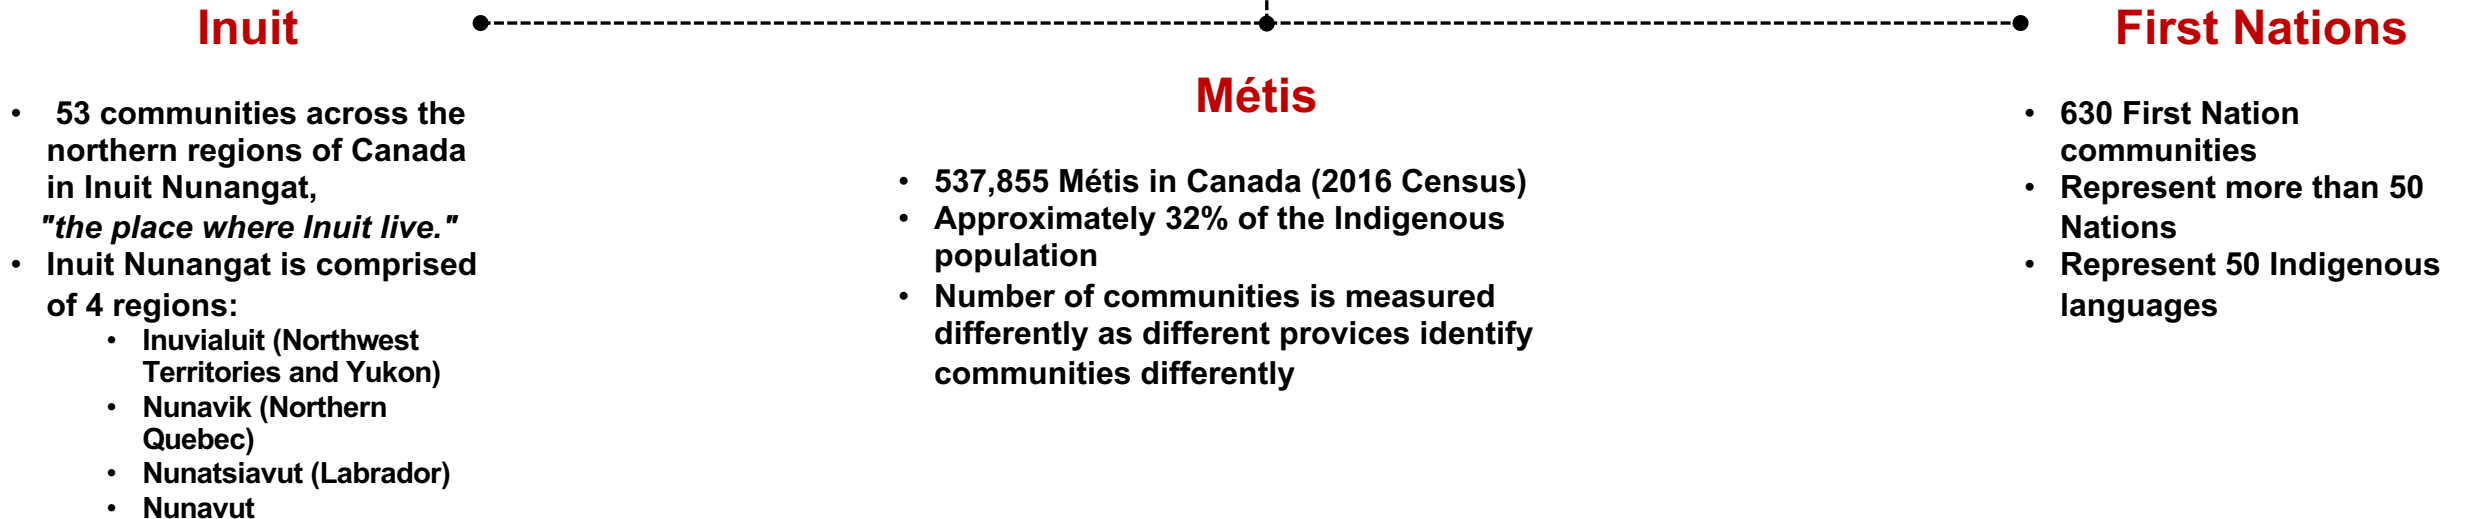 Inuit
• 53 communities across the
northern regions of Canada
in Inuit Nunangat,
"the place where Inuit live."
• Inuit Nunangat is comprised
of 4 regions:
• Inuvialuit (Northwest
Territories and Yukon)
• Nunavik (Northern
Quebec)
• Nunatsiavut (Labrador)
• Nunavut
Métis
• 537,855 Métis in Canada (2016 Census)
• Approximately 32% of the Indigenous
population
• Number of communities is measured
differently as different provices identify
communities differently
First Nations
• 630 First Nation
communities
• Represent more than 50
Nations
• Represent 50 Indigenous
languages